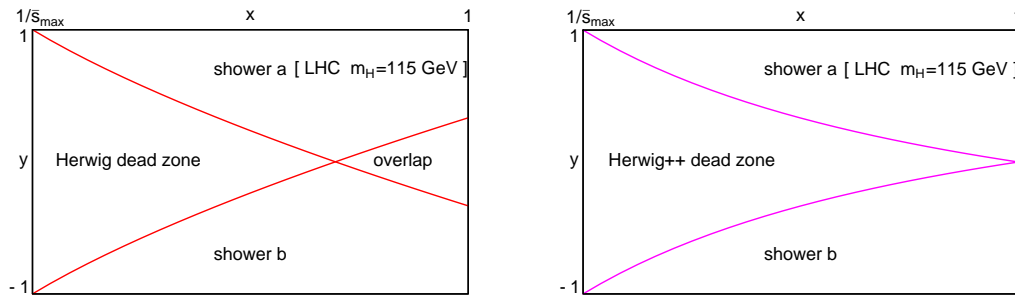 1/s̄max x 1
1
shower a [ LHC mH=115 GeV ]
y Herwig dead zone overlap
shower b
- 1
1/s̄max x 1
1
shower a [ LHC mH=115 GeV ]
y Herwig++ dead zone
shower b
- 1